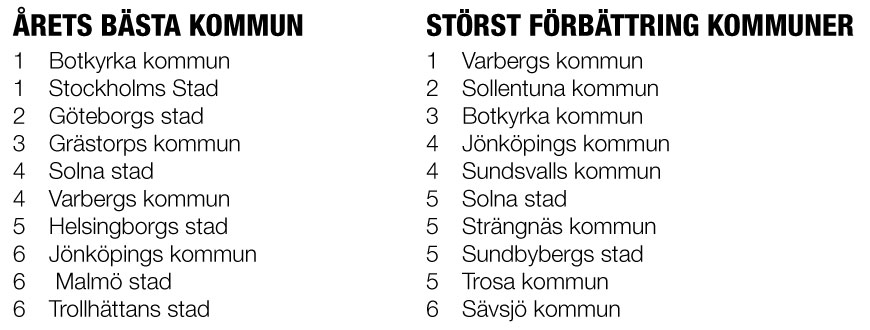 ÅRETS BÄSTA KOMMUN
1 Botkyrka kommun
1 Stockholms Stad
2 Göteborgs stad
3 Grästorps kommun
4 Solna stad
4 Varbergs kommun
5 Helsingborgs stad
6 Jönköpings kommun
6 Malmö stad
6 Trollhättans stad
STÖRST FÖRBÄTTRING KOMMUNER
1 Varbergs kommun
2 Sollentuna kommun
3 Botkyrka kommun
4 Jönköpings kommun
4 Sundsvalls kommun
5 Solna stad
5 Strängnäs kommun
5 Sundbybergs stad
5 Trosa kommun
6 Sävsjö kommun